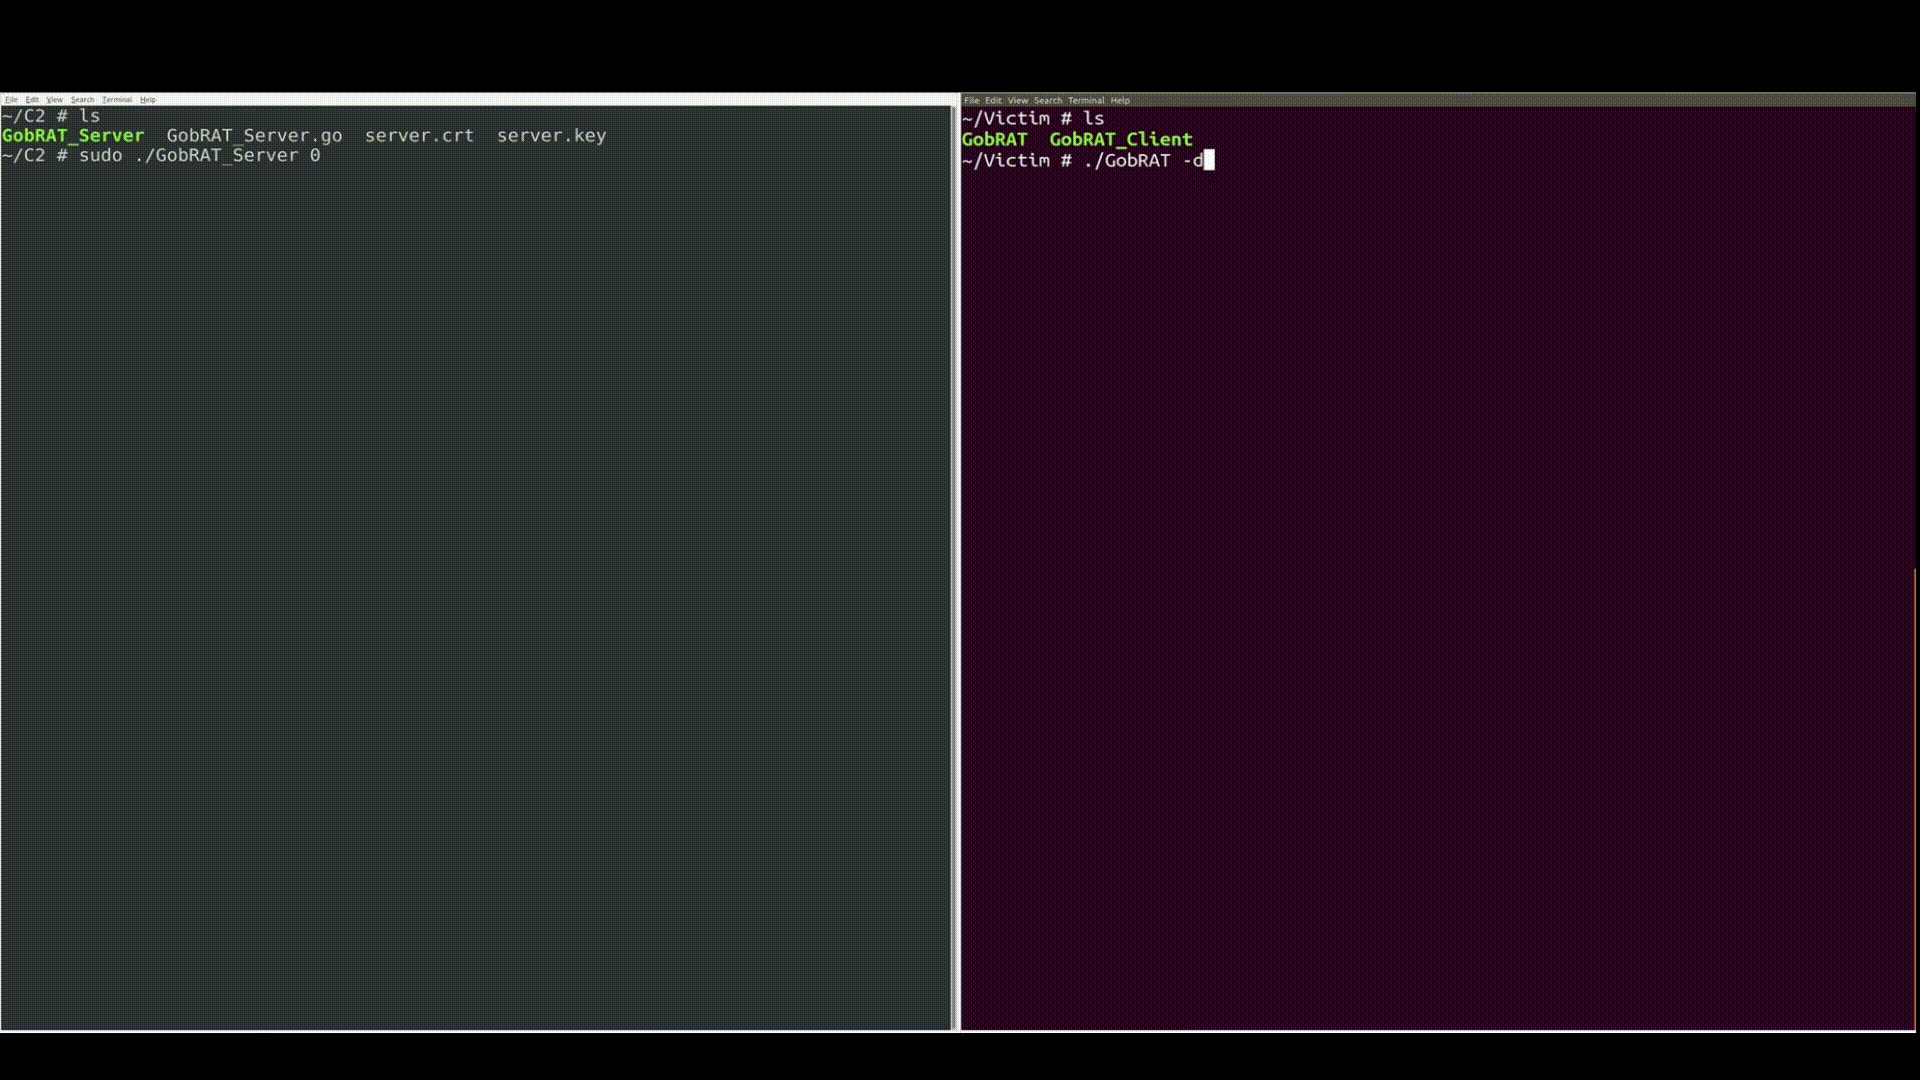 File Edit View Search Terminal Help
~/C2 # ls
GobRAT_Server GobRAT_Server.go server.crt server.key
~/C2 # sudo ./GobRAT_Server 0
File Edit View Search Terminal Help
~/Victim # ls
GobRAT GobRAT_Client
~/Victim # ./GobRAT -d